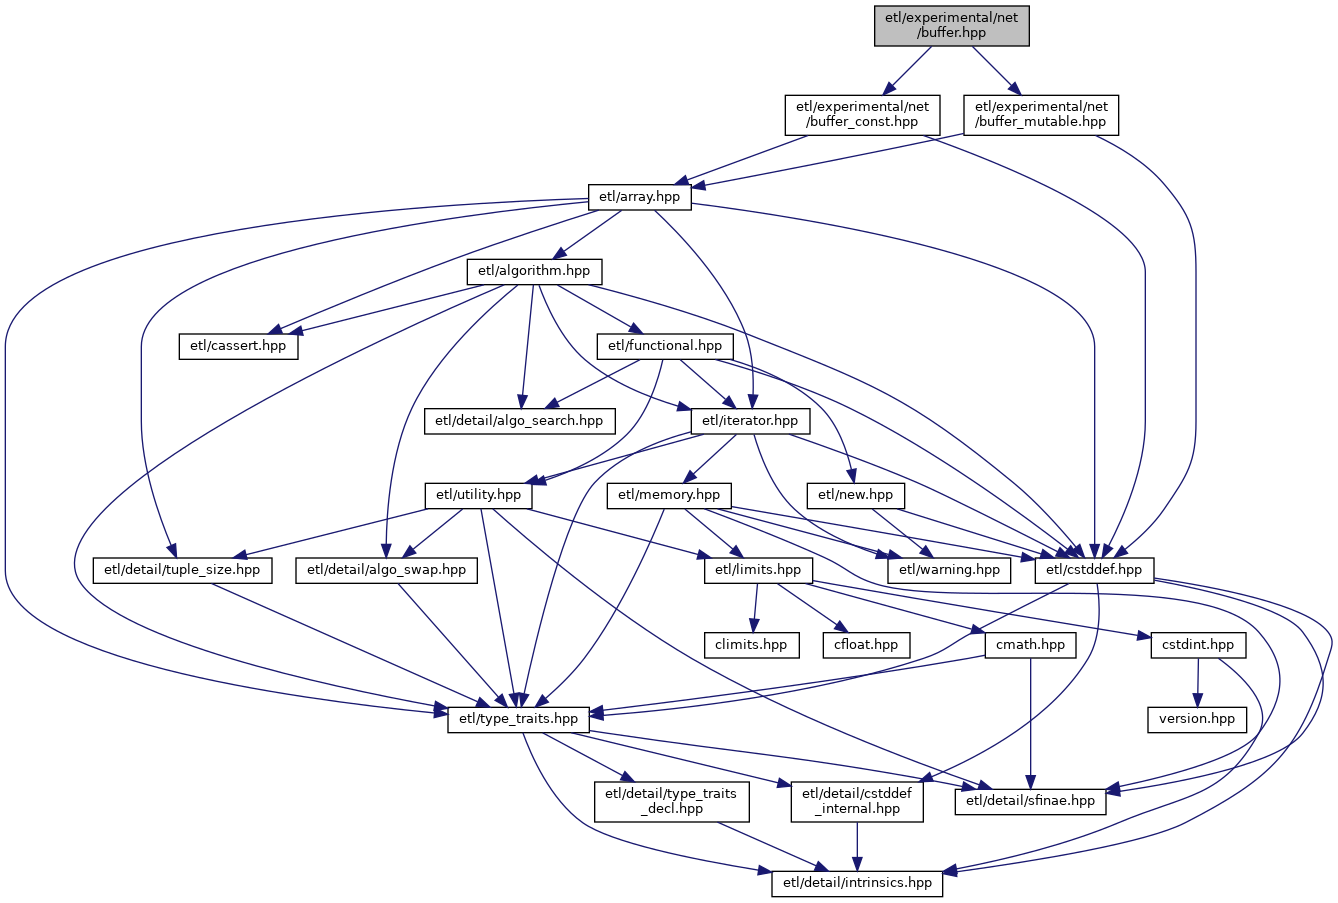 etl/experimental/net
/buffer.hpp
etl/experimental/net
/buffer_const.hpp
etl/experimental/net
/buffer_mutable.hpp
etl/array.hpp
etl/algorithm.hpp
etl/cassert.hpp
etl/functional.hpp
etl/detail/algo_search.hpp
etl/iterator.hpp
etl/utility.hpp
etl/memory.hpp
etl/new.hpp
etl/detail/tuple_size.hpp
etl/detail/algo_swap.hpp
etl/limits.hpp
etl/warning.hpp
etl/cstddef.hpp
climits.hpp
cfloat.hpp
cmath.hpp
cstdint.hpp
etl/type_traits.hpp
version.hpp
etl/detail/type_traits
_decl.hpp
etl/detail/cstddef
_internal.hpp
etl/detail/sfinae.hpp
etl/detail/intrinsics.hpp